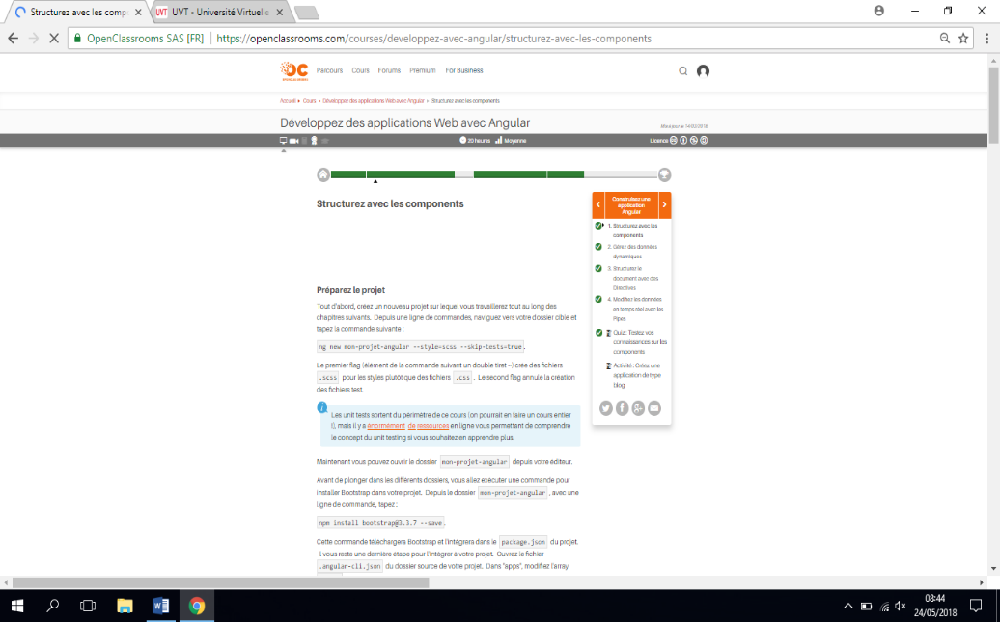 Structurez avec les comp
UVT - Université Virtuelle
OpenClassrooms SAS [FR] https://openclassrooms.com/courses/developpez-avec-angular/structurez-avec-les-components
OC
Parcours Cours Forums Premium For Business
Accueil Cours Développez des applications Web avec Angular Structurez avec les components
Développez des applications Web avec Angular
Mis à jour le 14/03/2018
20 heures Moyenne Licence
Structurez avec les components
Préparez le projet
Tout d'abord, créez un nouveau projet sur lequel vous travaillerez tout au long des
chapitres suivants. Depuis une ligne de commandes, naviguez vers votre dossier cible et
tapez la commande suivante :
ng new mon-projet-angular --style=scss --skip-tests=true.
Le premier flag (élément de la commande suivant un double tiret --) crée des fichiers
.scss pour les styles plutôt que des fichiers .css . Le second flag annule la création
des fichiers test.
Les unit tests sortent du périmètre de ce cours (on pourrait en faire un cours entier
!), mais il y a énormément de ressources en ligne vous permettant de comprendre
le concept du unit testing si vous souhaitez en apprendre plus.
Maintenant vous pouvez ouvrir le dossier mon-projet-angular depuis votre éditeur.
Avant de plonger dans les différents dossiers, vous allez exécuter une commande pour
installer Bootstrap dans votre projet. Depuis le dossier mon-projet-angular , avec une
ligne de commande, tapez :
npm install bootstrap@3.3.7 --save.
Cette commande téléchargera Bootstrap et l'intégrera dans le package.json du projet.
Il vous reste une dernière étape pour l'intégrer à votre projet. Ouvrez le fichier
.angular-cli.json du dossier source de votre projet. Dans "apps", modifiez l'array
Construisez une
application
Angular
1. Structurez avec les
components
2. Gérez des données
dynamiques
3. Structurez le
document avec des
Directives
4. Modifiez les données
en temps réel avec les
Pipes
Quiz : Testez vos
connaissances sur les
components
Activité : Créez une
application de type
blog
08:44
24/05/2018